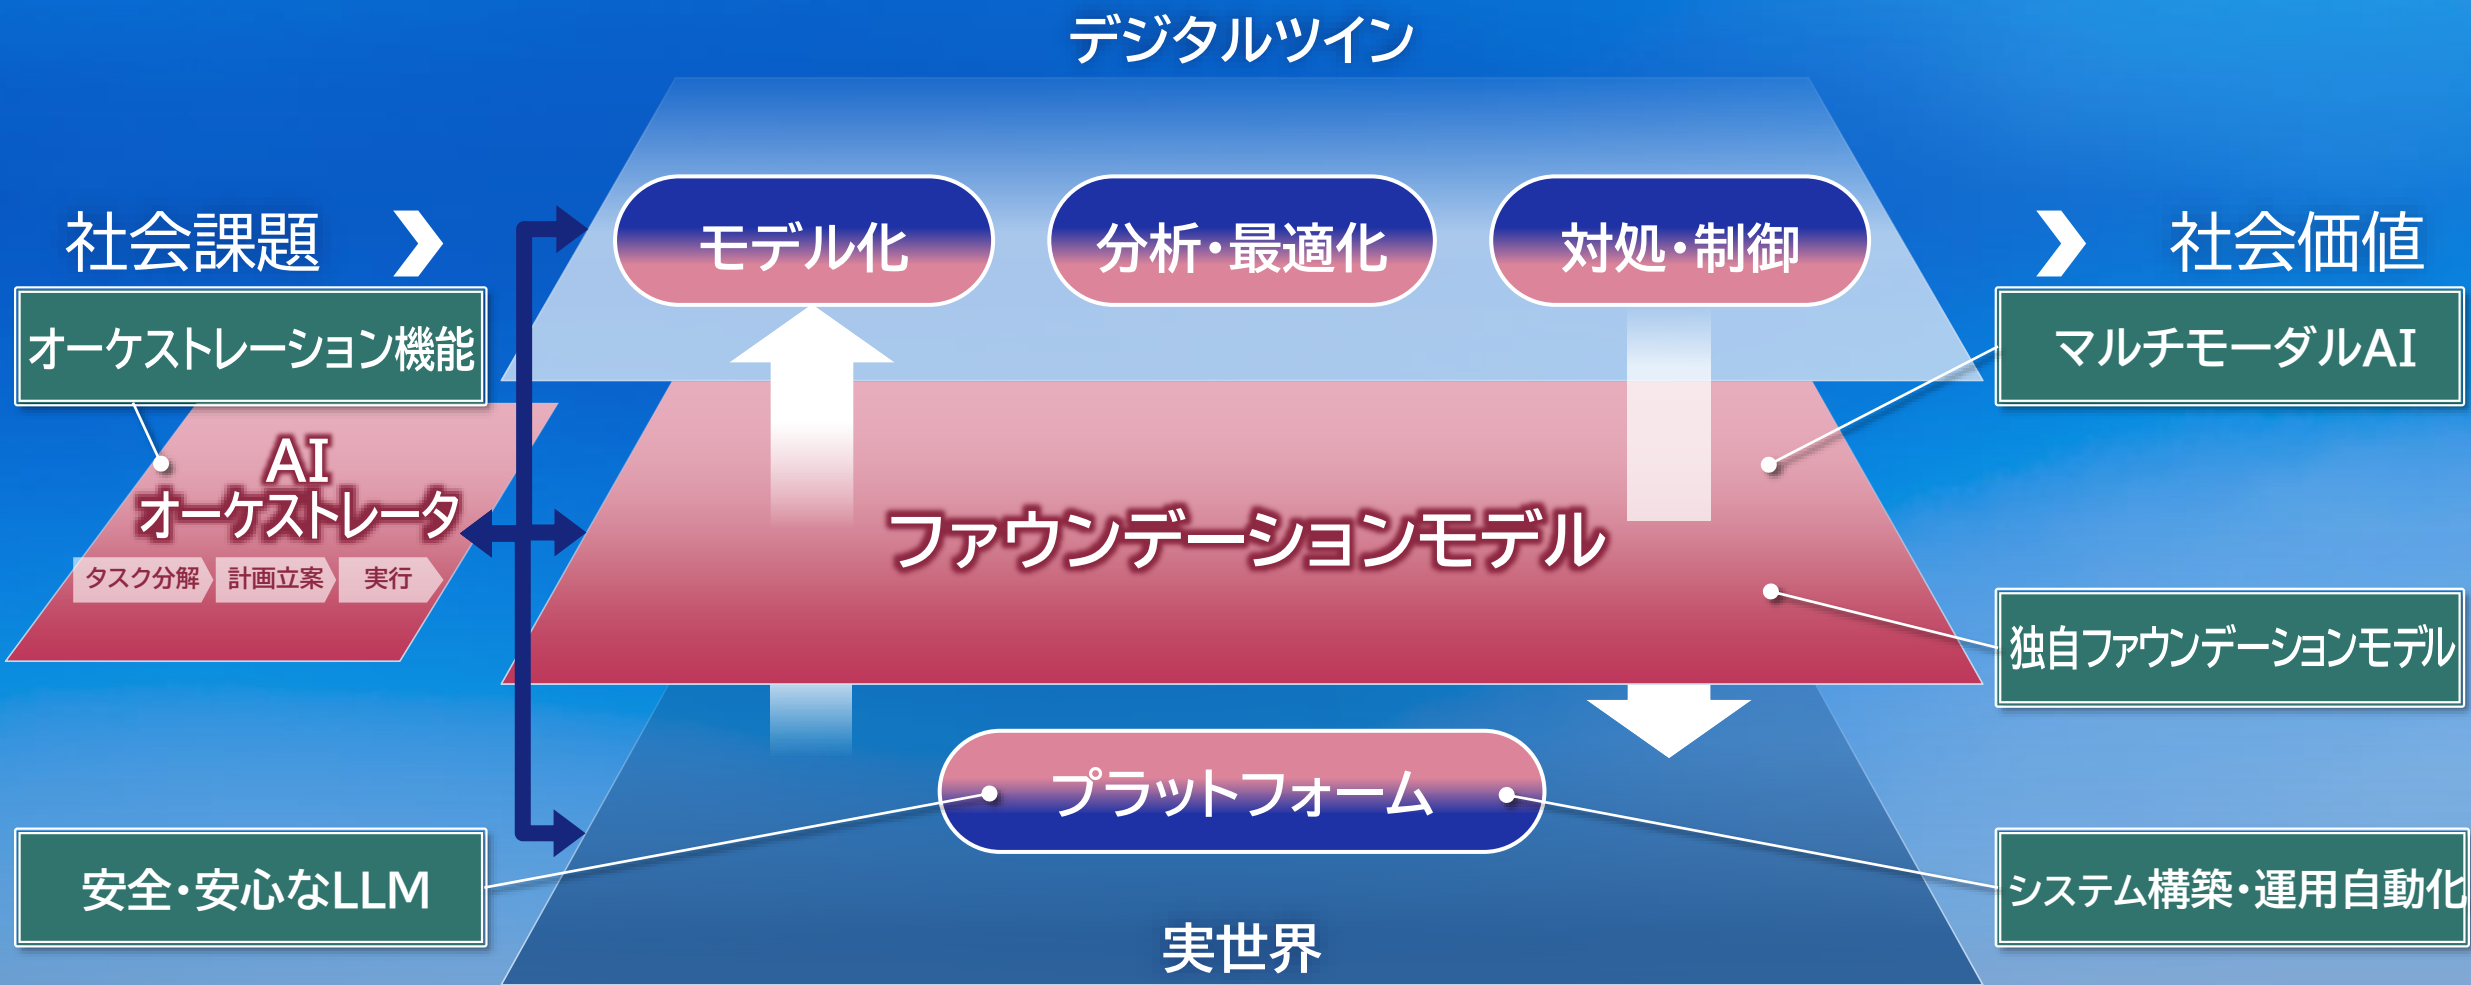 デジタルツイン
社会課題
モデル化
分析・最適化
対処・制御
社会価値
オーケストレーション機能
マルチモーダルAI
AI
オーケストレータ
タスク分解
計画立案
実行
ファウンデーションモデル
独自ファウンデーションモデル
プラットフォーム
安全・安心なLLM
システム構築・運用自動化
実世界